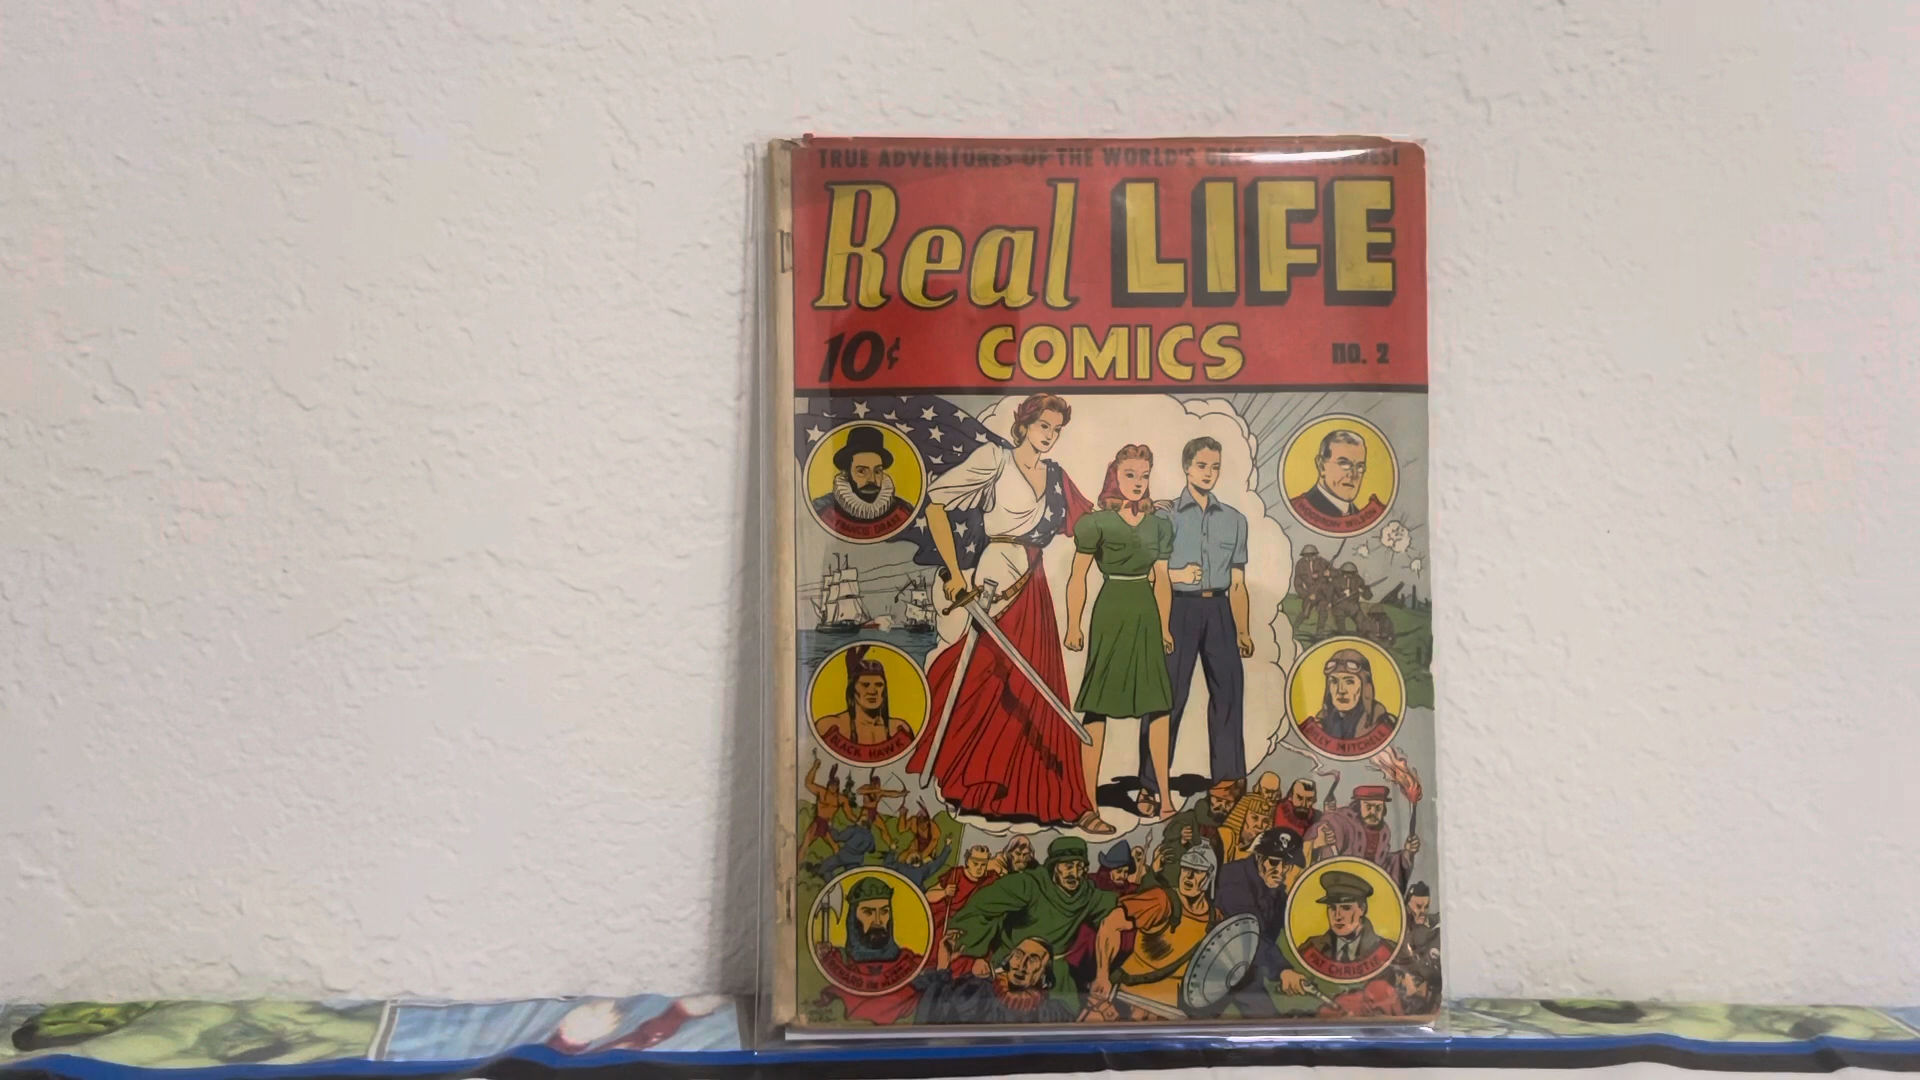 TRUE ADVENTURES OF THE WORLD'S HEROES!
Real LIFE
COMICS
10¢
NO. 2
FRANCIS DRAKE
WOODROW WILSON
BLACK HAWK
BILLY MITCHELL
PAT CHRISTIE